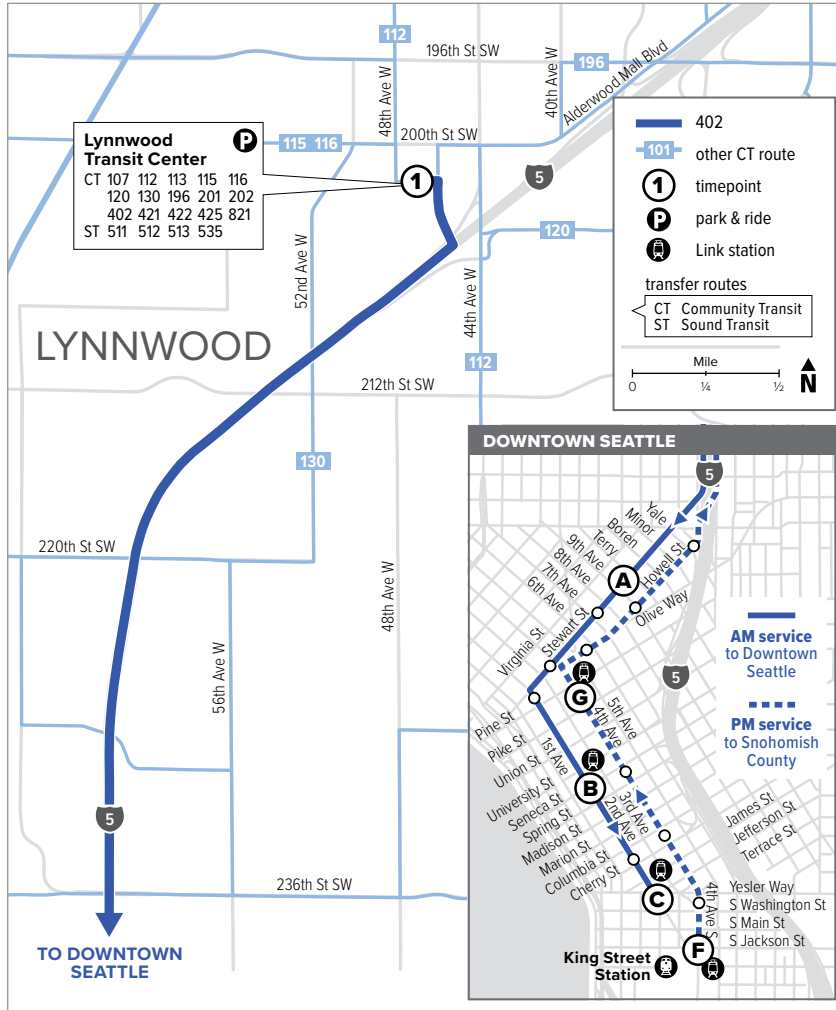 112
196th St SW
48th Ave W
40th Ave W
196
Alderwood Mall Blvd
200th St SW
115 116
Lynnwood
Transit Center
P
CT 107 112 113 115 116
120 130 196 201 202
402 421 422 425 821
ST 511 512 513 535
1
5
402
101 other CT route
1 timepoint
P park & ride
Link station
transfer routes
CT Community Transit
ST Sound Transit
Mile
0 ¼ ½
N
120
52nd Ave W
44th Ave W
LYNNWOOD
112
212th St SW
130
220th St SW
48th Ave W
56th Ave W
5
236th St SW
TO DOWNTOWN
SEATTLE
DOWNTOWN SEATTLE
5
Yale
Minor
Boren
Terry
9th Ave
8th Ave
7th Ave
6th Ave
A
Howell St
Olive Way
Stewart St
Virginia St
AM service
to Downtown
Seattle
5
PM service
to Snohomish
County
G
5th Ave
4th Ave
Pine St
Pike St
Union St
1st Ave
B
University St
Seneca St
Spring St
Madison St
Marion St
Columbia St
Cherry St
3rd Ave
2nd Ave
James St
Jefferson St
Terrace St
C
4th Ave S
Yesler Way
S Washington St
S Main St
S Jackson St
F
King Street
Station